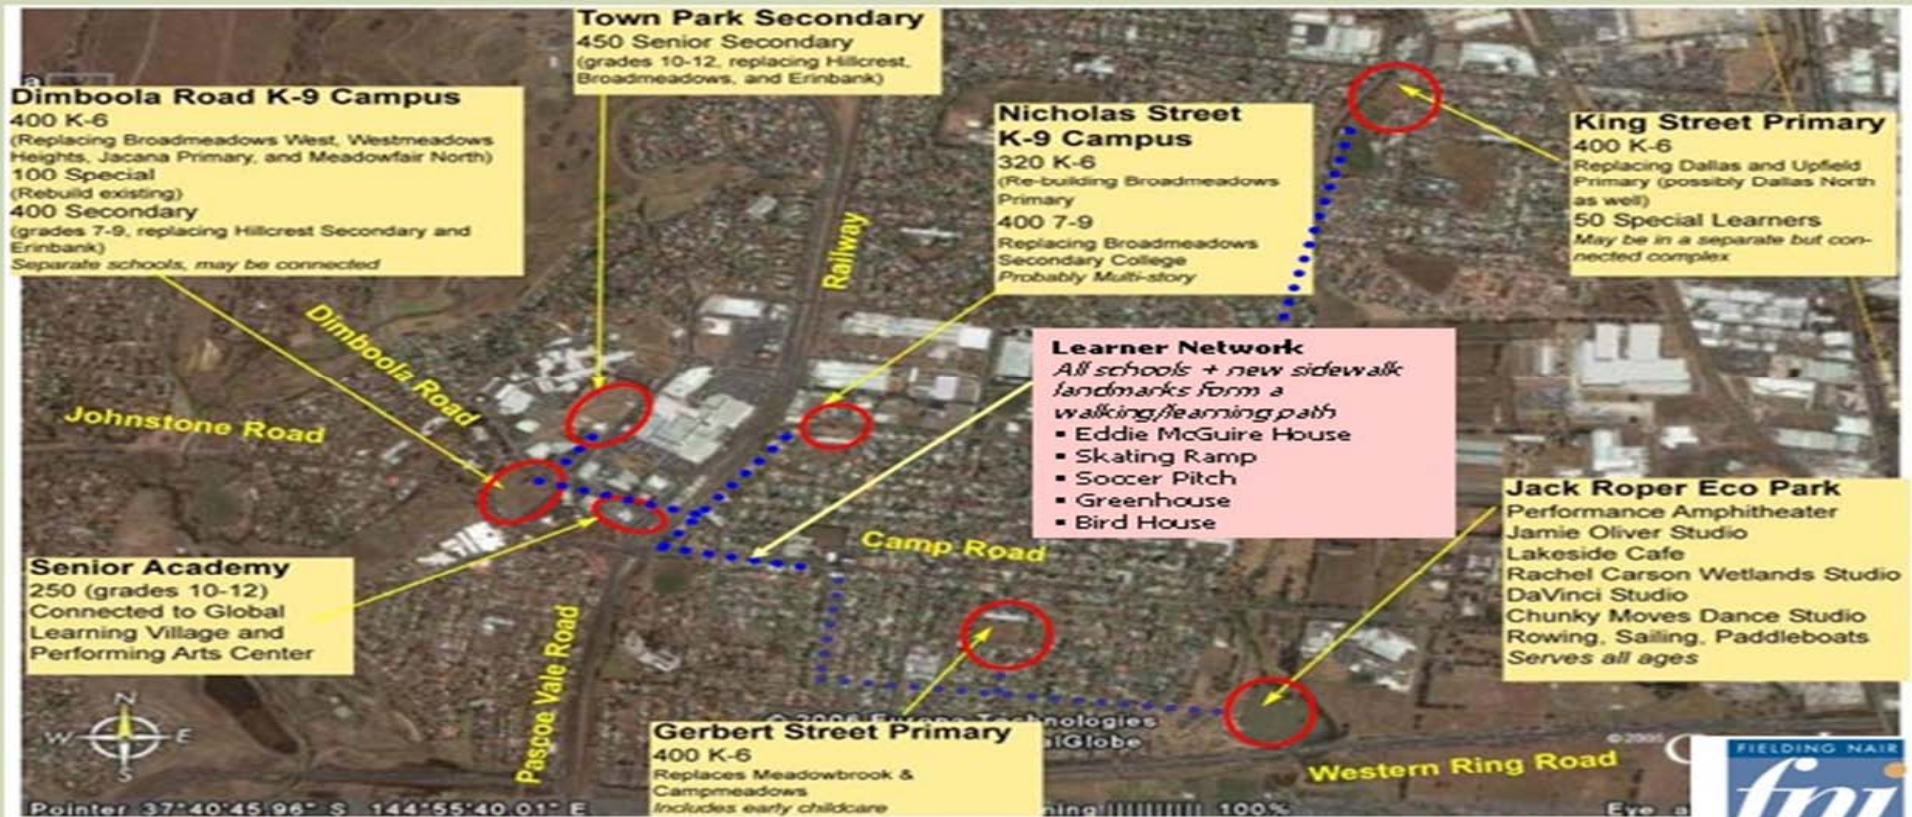 Town Park Secondary
450 Senior Secondary
(grades 10-12, replacing Hillcrest,
Broadmeadows, and Erinbank)
Dimboola Road K-9 Campus
400 K-6
(Replacing Broadmeadows West, Westmeadows
Heights, Jacana Primary, and Meadowfair North)
100 Special
(Rebuild existing)
400 Secondary
(grades 7-9, replacing Hillcrest Secondary and
Erinbank)
Separate schools, may be connected
Nicholas Street
K-9 Campus
320 K-6
(Re-building Broadmeadows
Primary
400 7-9
Replacing Broadmeadows
Secondary College
Probably Multi-story
King Street Primary
400 K-6
Replacing Dallas and Upfield
Primary (possibly Dallas North
as well)
50 Special Learners
May be in a separate but con-
nected complex
Railway
Dimboola Road
Johnstone Road
Learner Network
All schools + new sidewalk
landmarks form a
walking/learning path
▪ Eddie McGuire House
▪ Skating Ramp
▪ Soccer Pitch
▪ Greenhouse
▪ Bird House
Camp Road
Jack Roper Eco Park
Performance Amphitheater
Jamie Oliver Studio
Lakeside Cafe
Rachel Carson Wetlands Studio
DaVinci Studio
Chunky Moves Dance Studio
Rowing, Sailing, Paddleboats
Serves all ages
Senior Academy
250 (grades 10-12)
Connected to Global
Learning Village and
Performing Arts Center
Pascoe Vale Road
N
W E
S
Gerbert Street Primary
400 K-6
Replaces Meadowbrook &
Campmeadows
Includes early childcare
© 2006 Europa Technologies
Western Ring Road
Pointer 37°40'45.96" S 144°55'40.01" E
100%
Eye
FIELDING NAIR
fni